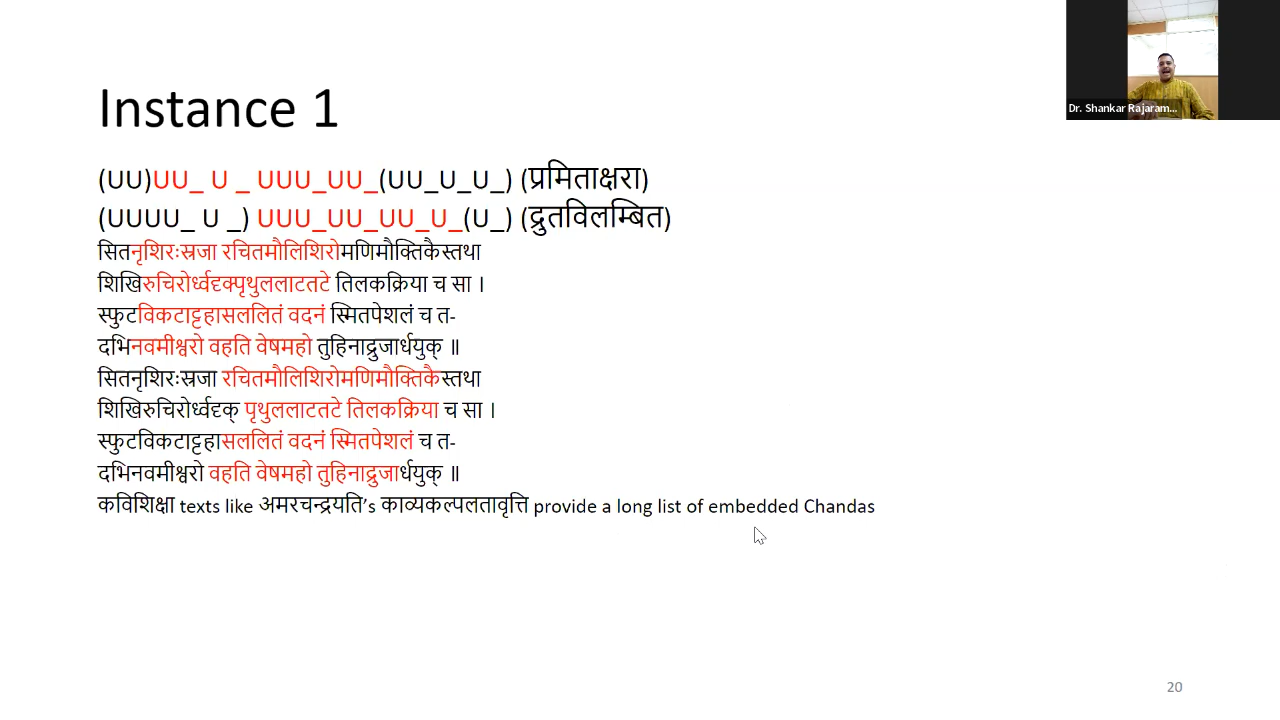 Dr. Shankar Rajaram...
Instance 1
(UU)UU_ U _ UUU_UU_(UU_U_U_) (प्रमिताक्षरा)
(UUUU_ U _) UUU_UU_UU_U_(U_) (द्रुतविलम्बित)
सितनृशिरःस्रजा रचितमौलिशिरोमणिमौक्तिकैस्तथा
शिखिरुचिरोर्ध्वदृक्पृथुललाटतटे तिलकक्रिया च सा ।
स्फुटविकटाट्टहासललितं वदनं स्मितपेशलं च त-
दभिनवमीश्वरो वहति वेषमहो तुहिनाद्रुजार्धयुक् ॥
सितनृशिरःस्रजा रचितमौलिशिरोमणिमौक्तिकैस्तथा
शिखिरुचिरोर्ध्वदृक् पृथुललाटतटे तिलकक्रिया च सा ।
स्फुटविकटाट्टहासललितं वदनं स्मितपेशलं च त-
दभिनवमीश्वरो वहति वेषमहो तुहिनाद्रुजार्धयुक् ॥
कविशिक्षा texts like अमरचन्द्रयति’s काव्यकल्पलतावृत्ति provide a long list of embedded Chandas
20